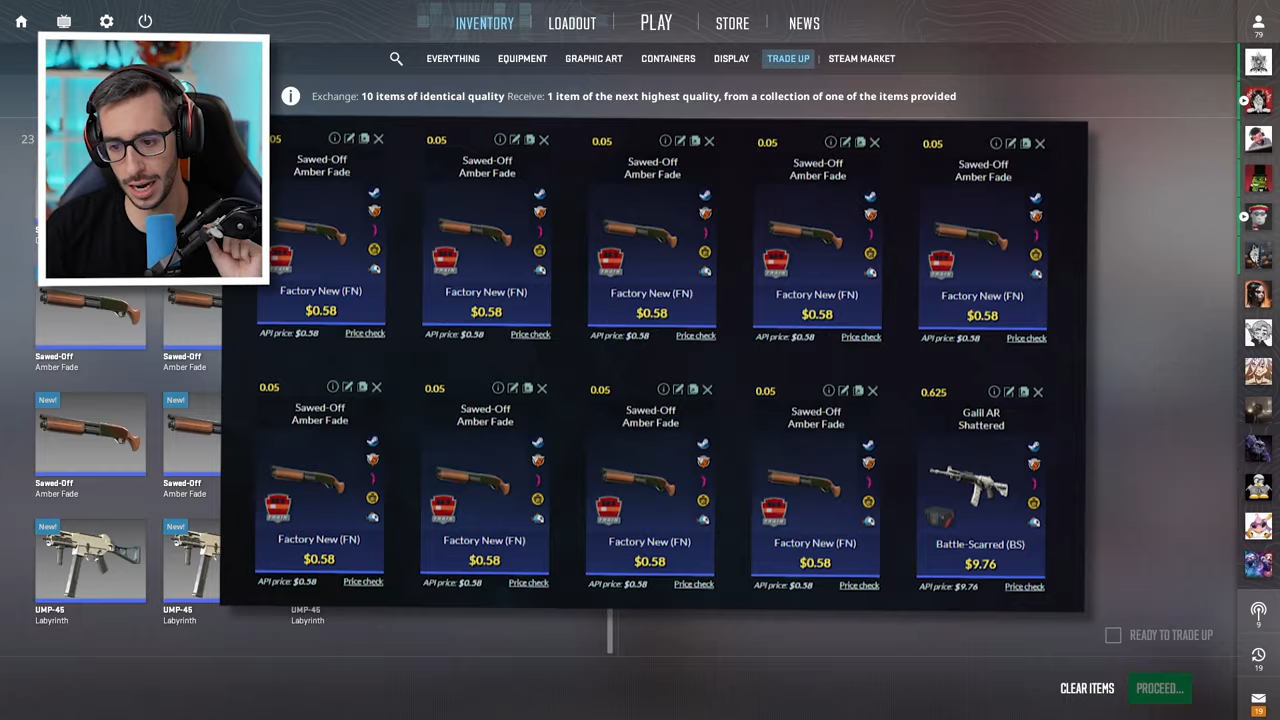 INVENTORY LOADOUT PLAY STORE NEWS
79
EVERYTHING EQUIPMENT GRAPHIC ART CONTAINERS DISPLAY TRADE UP STEAM MARKET
Exchange: 10 items of identical quality Receive: 1 item of the next highest quality, from a collection of one of the items provided
23
05 0.05 0.05 0.05 0.05
Sawed-Off Sawed-Off Sawed-Off Sawed-Off Sawed-Off
Amber Fade Amber Fade Amber Fade Amber Fade Amber Fade
Factory New (FN) Factory New (FN) Factory New (FN) Factory New (FN) Factory New (FN)
$0.58 $0.58 $0.58 $0.58 $0.58
API price: $0.58 Price check API price: $0.58 Price check API price: $0.58 Price check API price: $0.58 Price check API price: $0.58 Price check
Sawed-Off Sawed-Off
Amber Fade Amber Fade
0.05 0.05 0.05 0.05 0.625
Sawed-Off Sawed-Off Sawed-Off Sawed-Off Galil AR
Amber Fade Amber Fade Amber Fade Amber Fade Shattered
New! New!
Sawed-Off Sawed-Off
Amber Fade Amber Fade
Factory New (FN) Factory New (FN) Factory New (FN) Factory New (FN) Battle-Scarred (BS)
$0.58 $0.58 $0.58 $0.58 $9.76
API price: $0.58 Price check API price: $0.58 Price check API price: $0.58 Price check API price: $0.58 Price check API price: $9.76 Price check
New! New!
UMP-45 UMP-45 UMP-45
Labyrinth Labyrinth Labyrinth
9
READY TO TRADE UP
19
CLEAR ITEMS PROCEED...
19